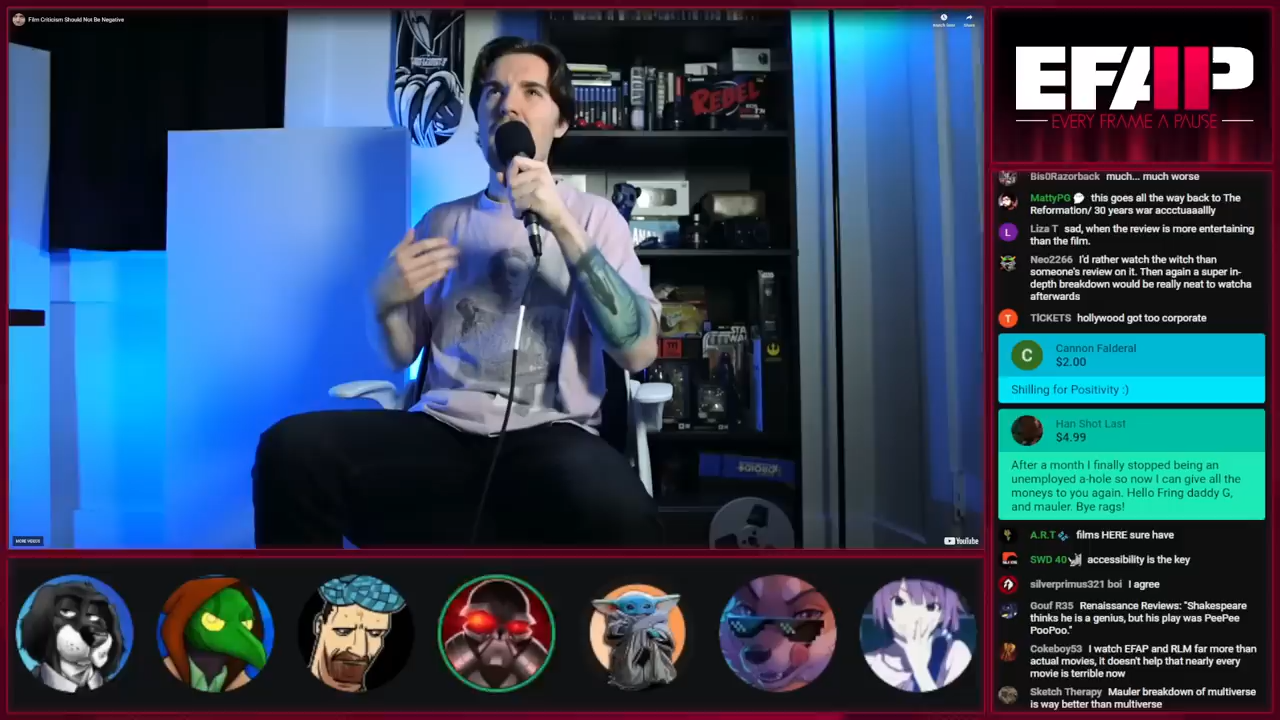 Film Criticism Should Not Be Negative
Watch later
Share
REBEL
Canon
STAR
WARS
MORE VIDEOS
YouTube
EFAP
EVERY FRAME A PAUSE
Bis0Razorback much... much worse
MattyPG this goes all the way back to The
Reformation/ 30 years war accctuaaallly
Liza T sad, when the review is more entertaining
than the film.
Neo2266 I'd rather watch the witch than
someone's review on it. Then again a super in-
depth breakdown would be really neat to watcha
afterwards
TICKETS hollywood got too corporate
Cannon Falderal
$2.00
Shilling for Positivity :)
Han Shot Last
$4.99
After a month I finally stopped being an
unemployed a-hole so now I can give all the
moneys to you again. Hello Fring daddy G,
and mauler. Bye rags!
A.R.T films HERE sure have
SWD 40 accessibility is the key
silverprimus321 boi I agree
Gouf R35 Renaissance Reviews: "Shakespeare
thinks he is a genius, but his play was PeePee
PooPoo."
Cokeboy53 I watch EFAP and RLM far more than
actual movies, it doesn't help that nearly every
movie is terrible now
Sketch Therapy Mauler breakdown of multiverse
is way better than multiverse